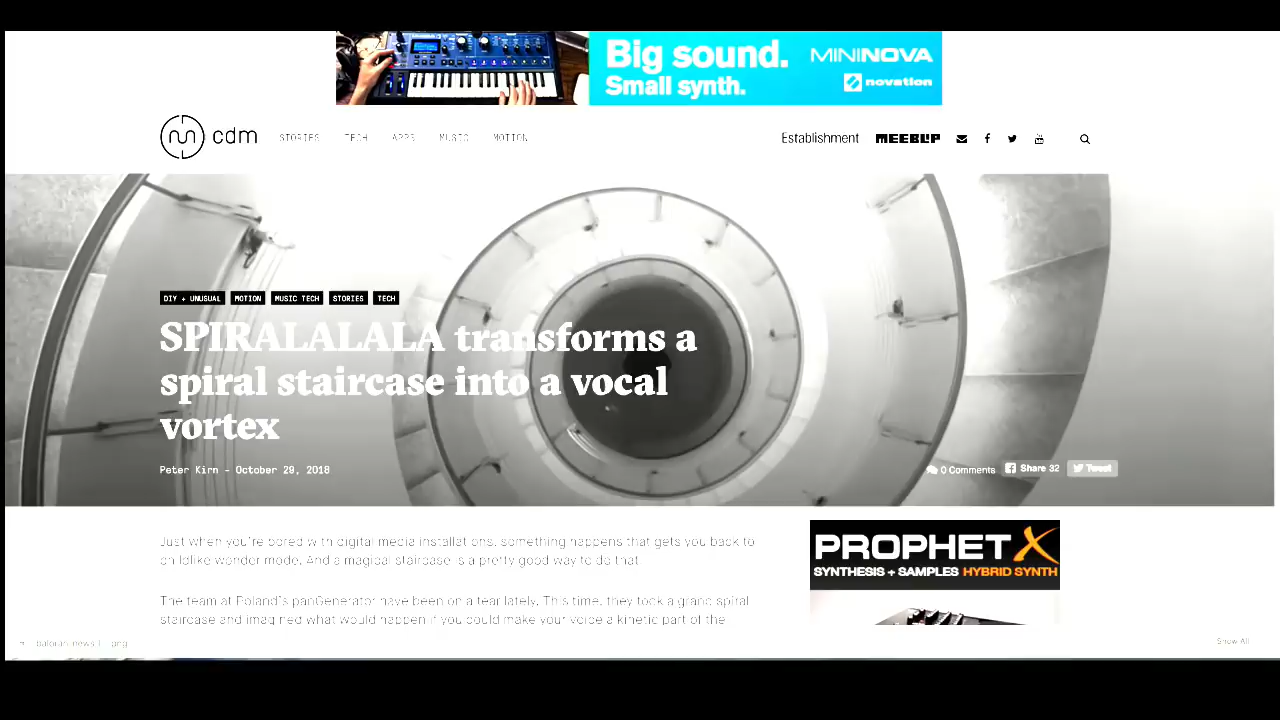 Big sound.
Small synth.
MININOVA
novation
cdm STORIES TECH APPS MUSIC MOTION
Establishment MEEBLIP
DIY + UNUSUAL MOTION MUSIC TECH STORIES TECH
SPIRALALALA transforms a
spiral staircase into a vocal
vortex
Peter Kirn - October 29, 2018
0 Comments Share 32 Tweet
Just when you're bored with digital media installations, something happens that gets you back to
childlike wonder mode. And a magical staircase is a pretty good way to do that.
The team at Poland's panGenerator have been on a tear lately. This time, they took a grand spiral
staircase and imagined what would happen if you could make your voice a kinetic part of the
PROPHET X
SYNTHESIS + SAMPLES HYBRID SYNTH
Show All